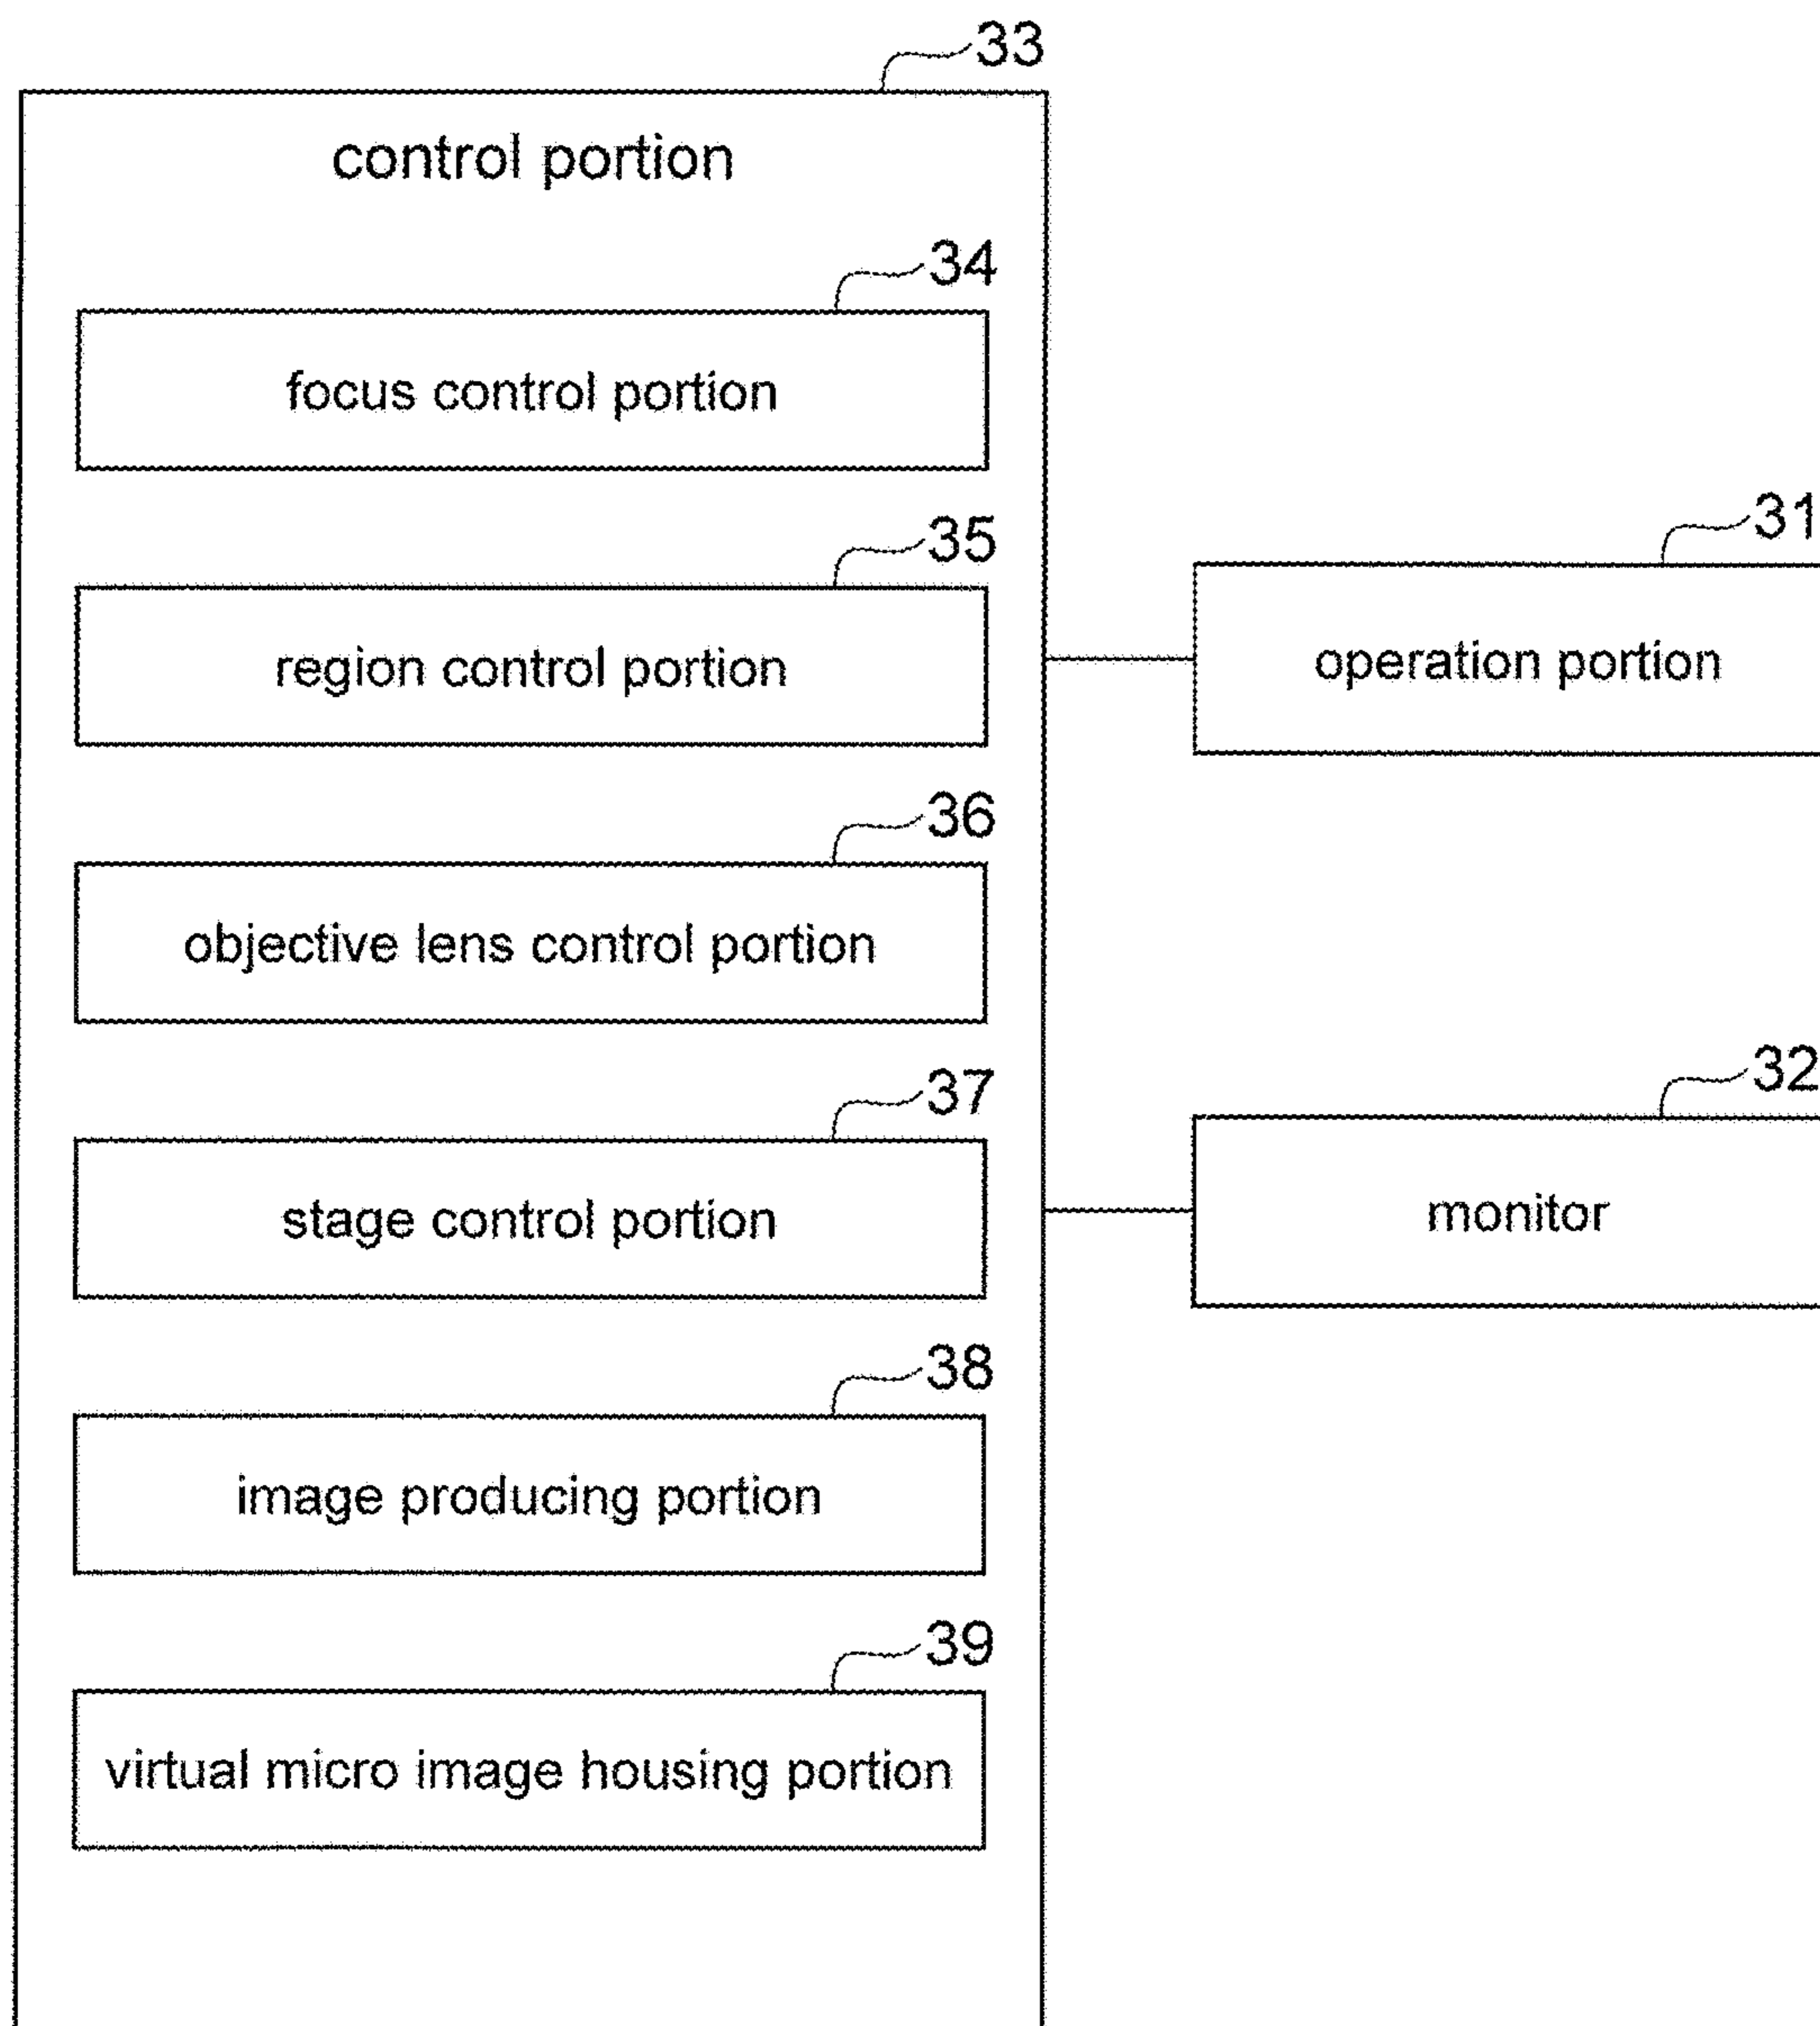 33
control portion
34
focus control portion
35
region control portion
36
objective lens control portion
37
stage control portion
38
image producing portion
39
virtual micro image housing portion
31
operation portion
32
monitor